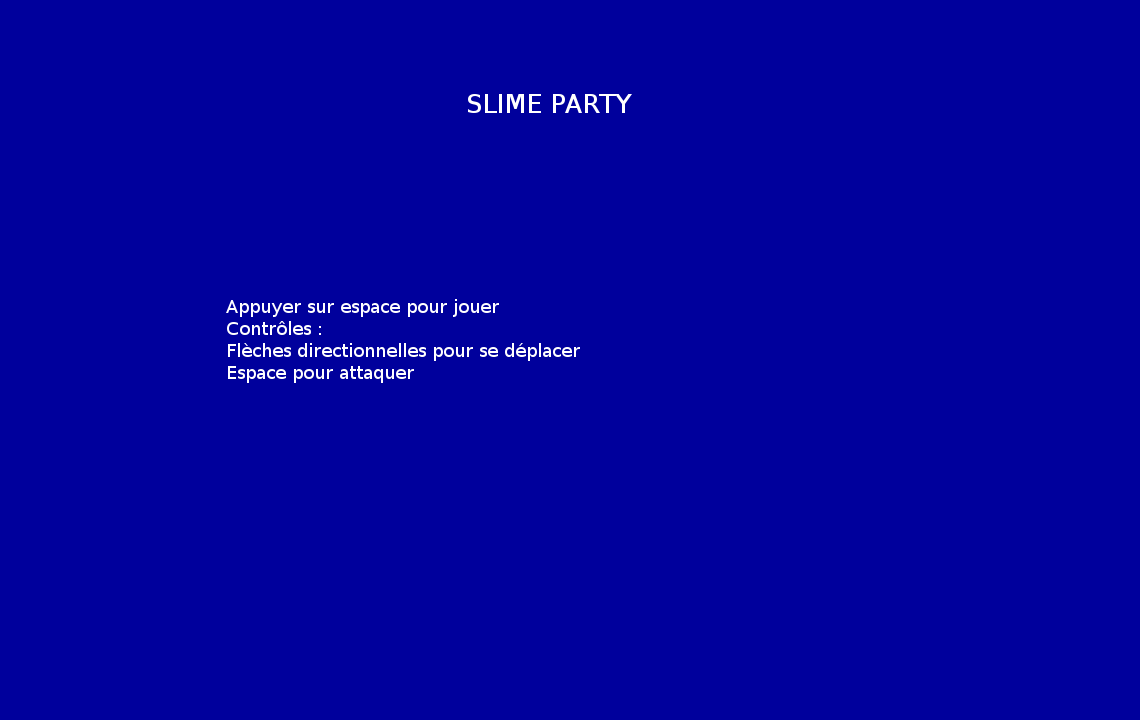 SLIME PARTY
Appuyer sur espace pour jouer
Contrôles :
Flèches directionnelles pour se déplacer
Espace pour attaquer